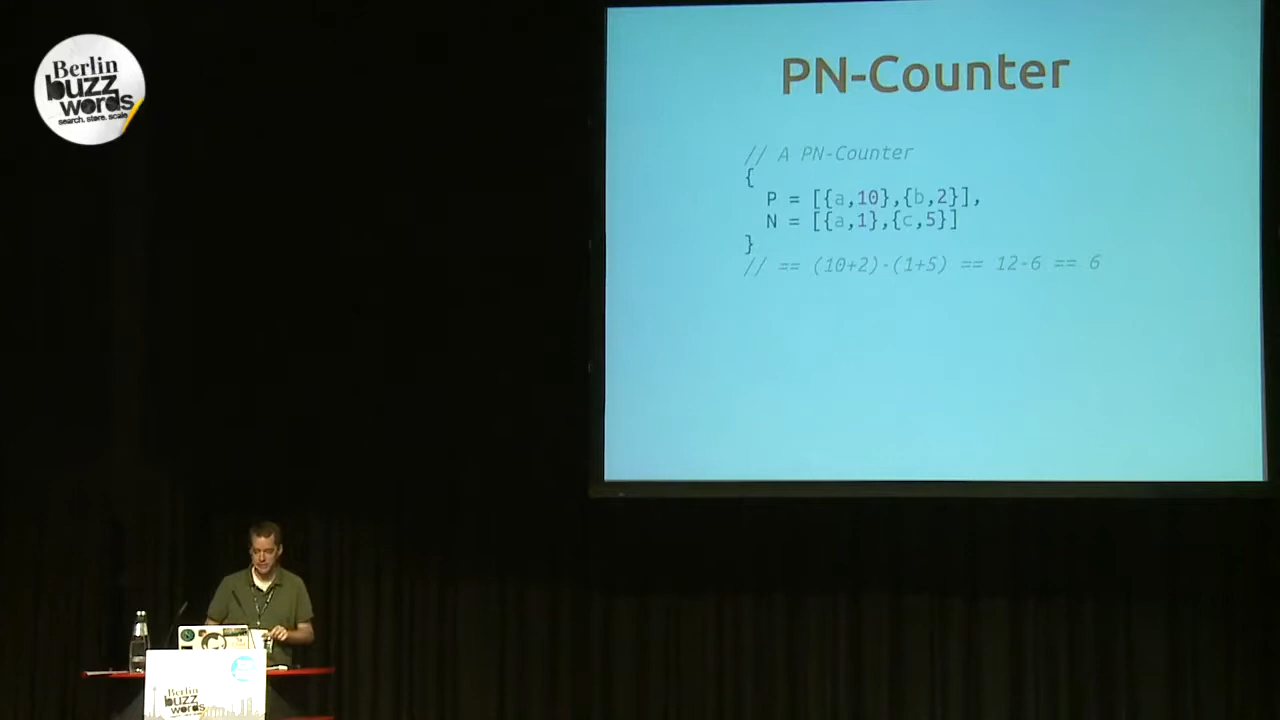 Berlin
buzz
words
search. store. scale
PN-Counter
// A PN-Counter
{
P = [{a,10},{b,2}],
N = [{a,1},{c,5}]
}
// == (10+2)-(1+5) == 12-6 == 6
Berlin
buzz
words